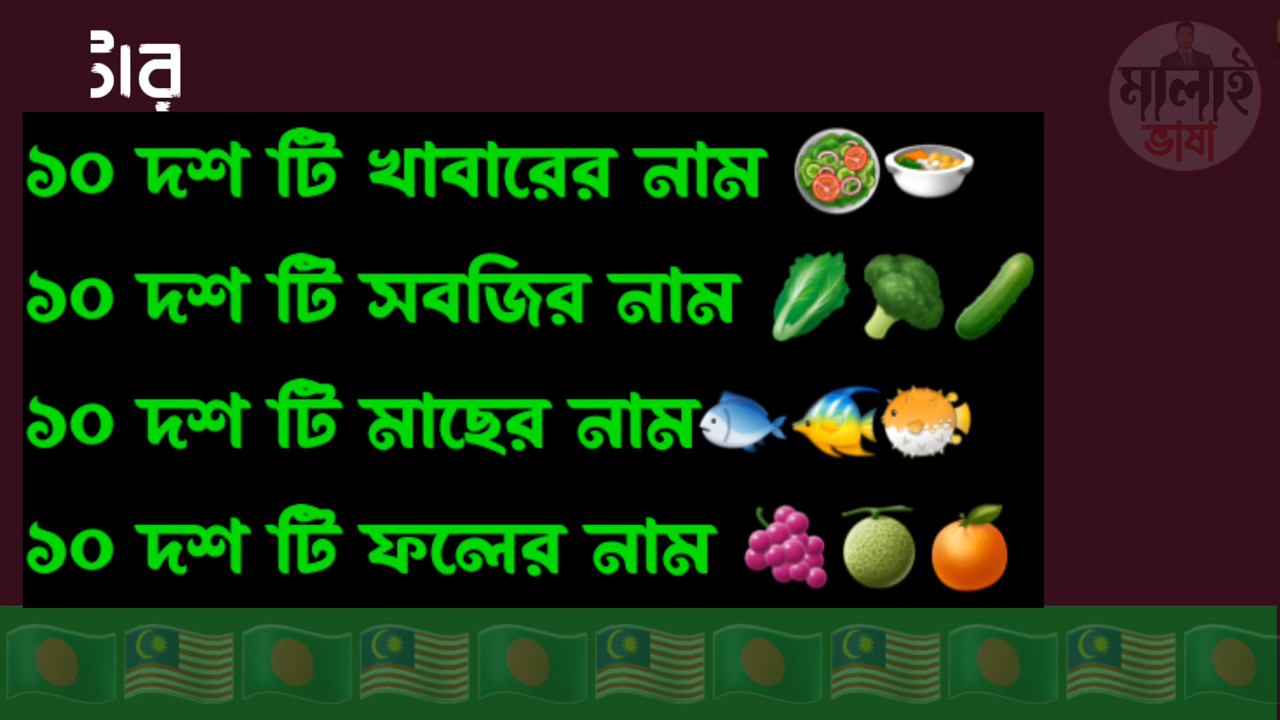 টার
মালাই
ভাষা
১০ দশ টি খাবারের নাম
১০ দশ টি সবজির নাম
১০ দশ টি মাছের নাম
১০ দশ টি ফলের নাম